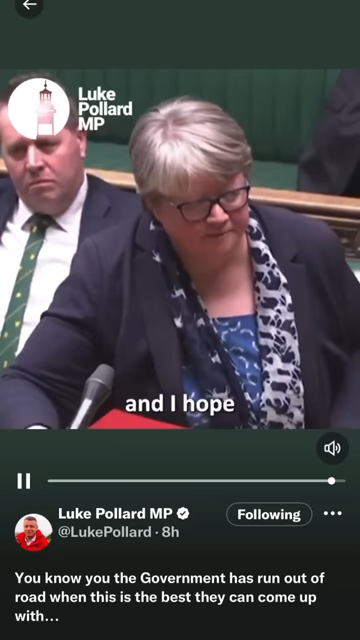 Luke
Pollard
MP
and I hope
Luke Pollard MP
Following
@LukePollard · 8h
You know you the Government has run out of
road when this is the best they can come up
with...